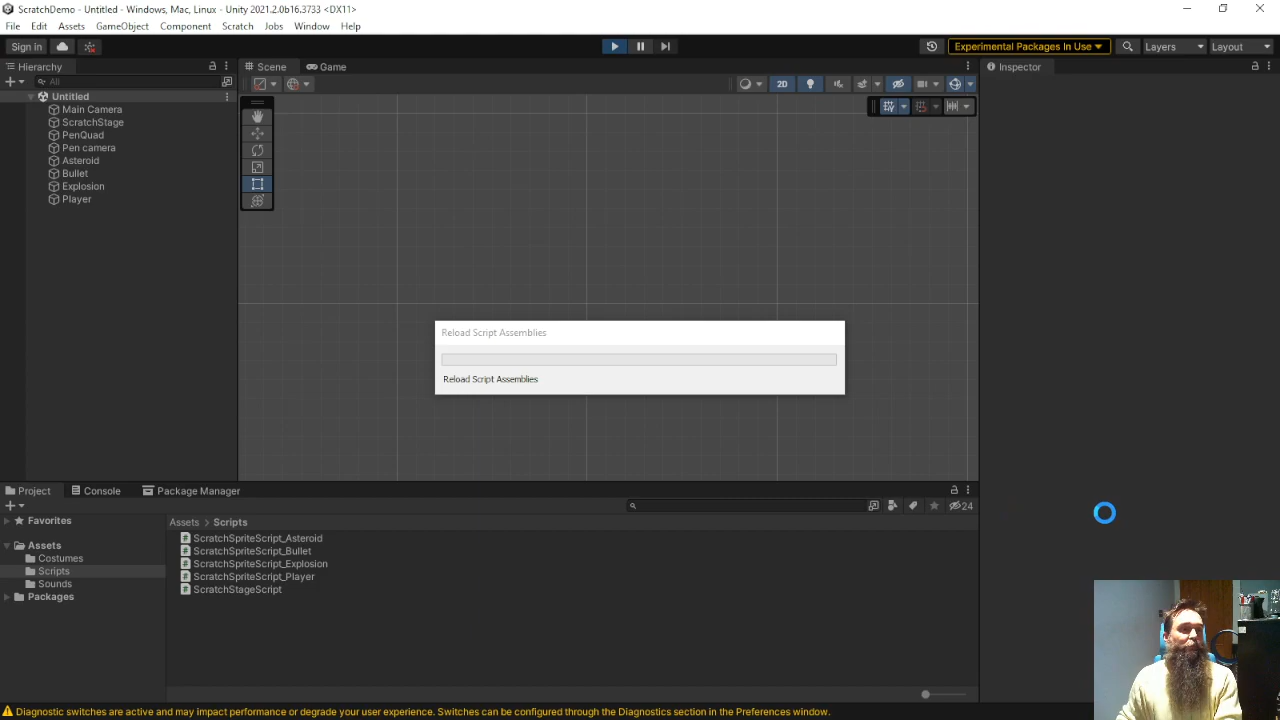 ScratchDemo - Untitled - Windows, Mac, Linux - Unity 2021.2.0b16.3733 <DX11>
File Edit Assets GameObject Component Scratch Jobs Window Help
Sign in
Experimental Packages In Use
Layers
Layout
Hierarchy
Scene
Game
Inspector
All
2D
Untitled
Main Camera
ScratchStage
PenQuad
Pen camera
Asteroid
Bullet
Explosion
Player
Reload Script Assemblies
Reload Script Assemblies
Project
Console
Package Manager
24
Favorites
Assets
Costumes
Scripts
Sounds
Packages
Assets > Scripts
ScratchSpriteScript_Asteroid
ScratchSpriteScript_Bullet
ScratchSpriteScript_Explosion
ScratchSpriteScript_Player
ScratchStageScript
Diagnostic switches are active and may impact performance or degrade your user experience. Switches can be configured through the Diagnostics section in the Preferences window.